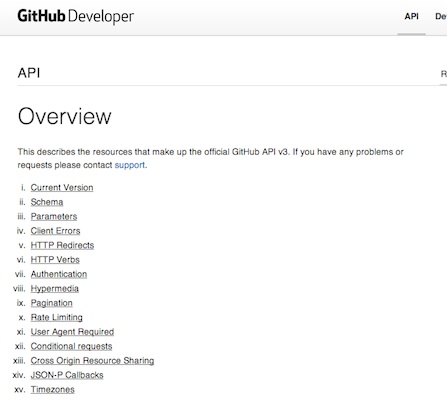 GitHub Developer
API
API
Overview
This describes the resources that make up the official GitHub API v3. If you have any problems or
requests please contact support.
i. Current Version
ii. Schema
iii. Parameters
iv. Client Errors
v. HTTP Redirects
vi. HTTP Verbs
vii. Authentication
viii. Hypermedia
ix. Pagination
x. Rate Limiting
xi. User Agent Required
xii. Conditional requests
xiii. Cross Origin Resource Sharing
xiv. JSON-P Callbacks
xv. Timezones